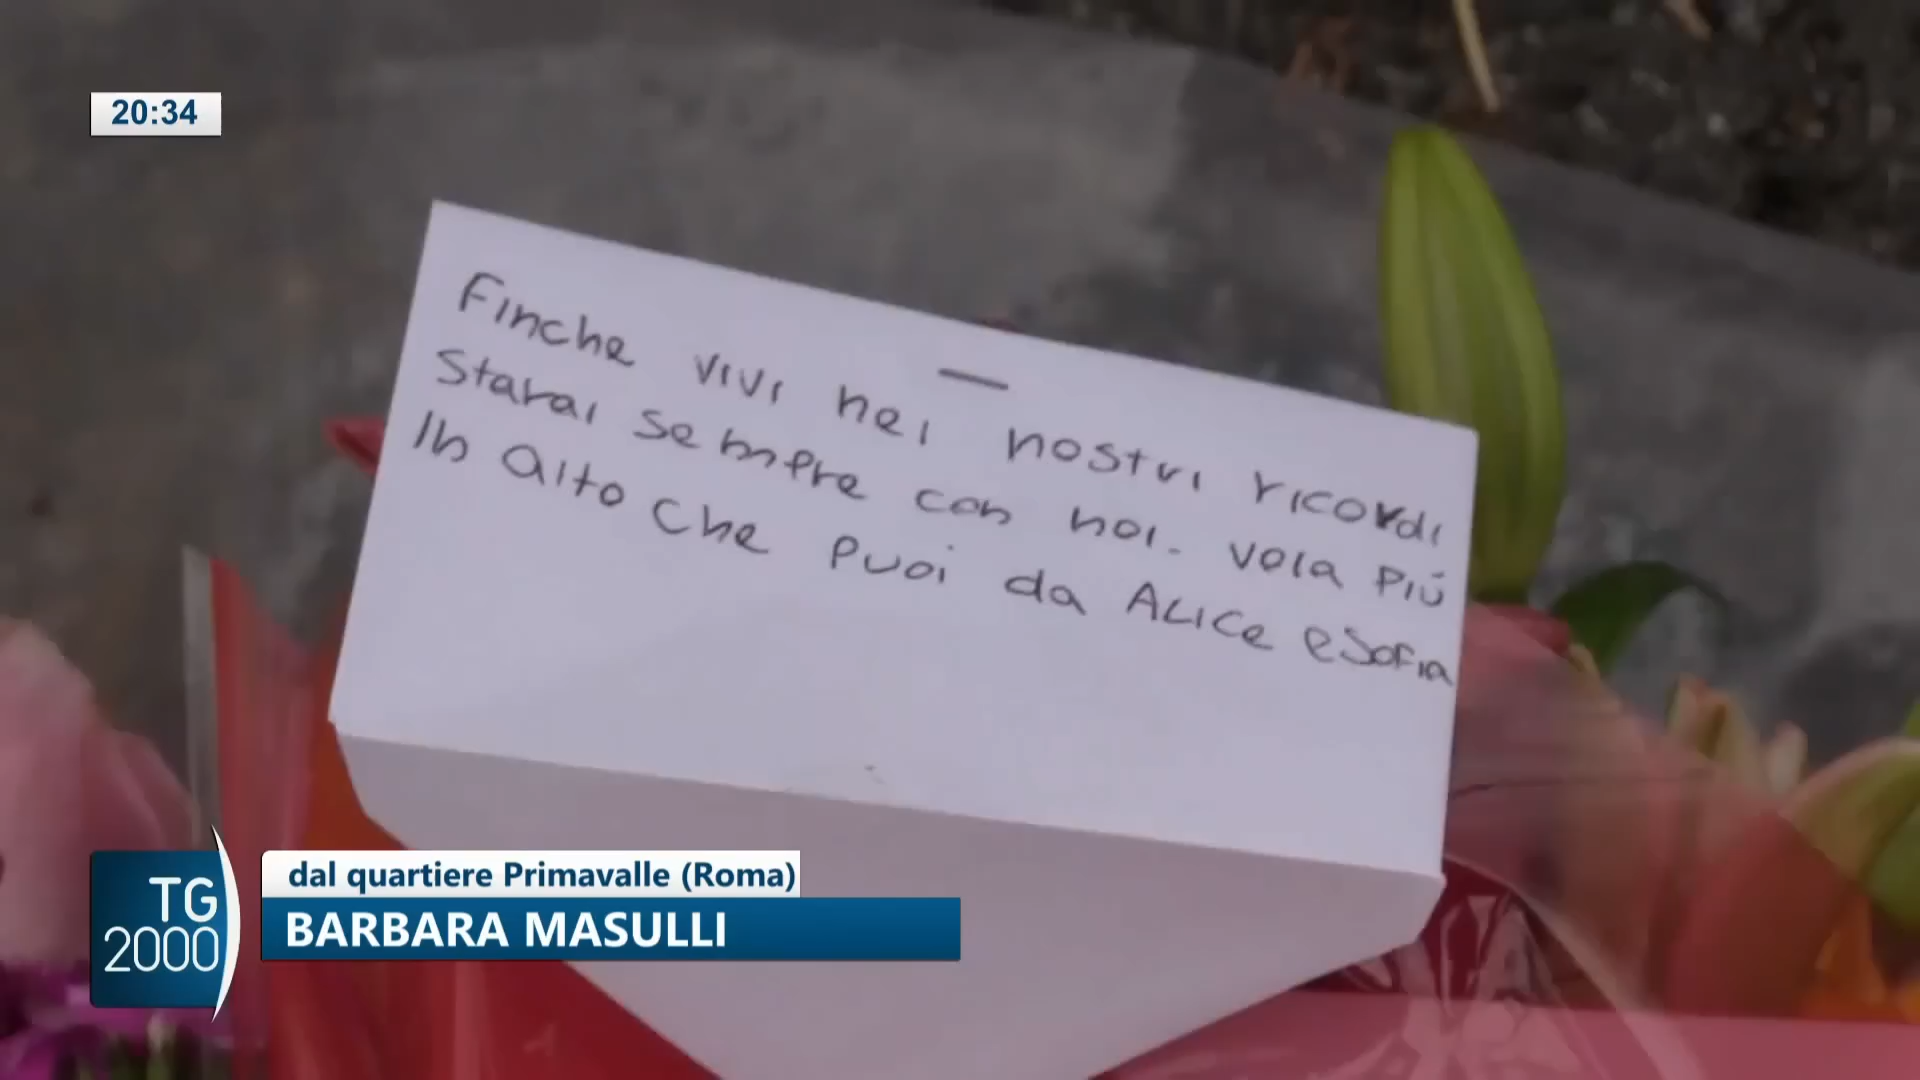 20:34
Finche vivi nei nostri ricordi
Starai sempre con noi. Vola più
In alto che puoi da ALICe e Sofia
TG
2000
dal quartiere Primavalle (Roma)
BARBARA MASULLI